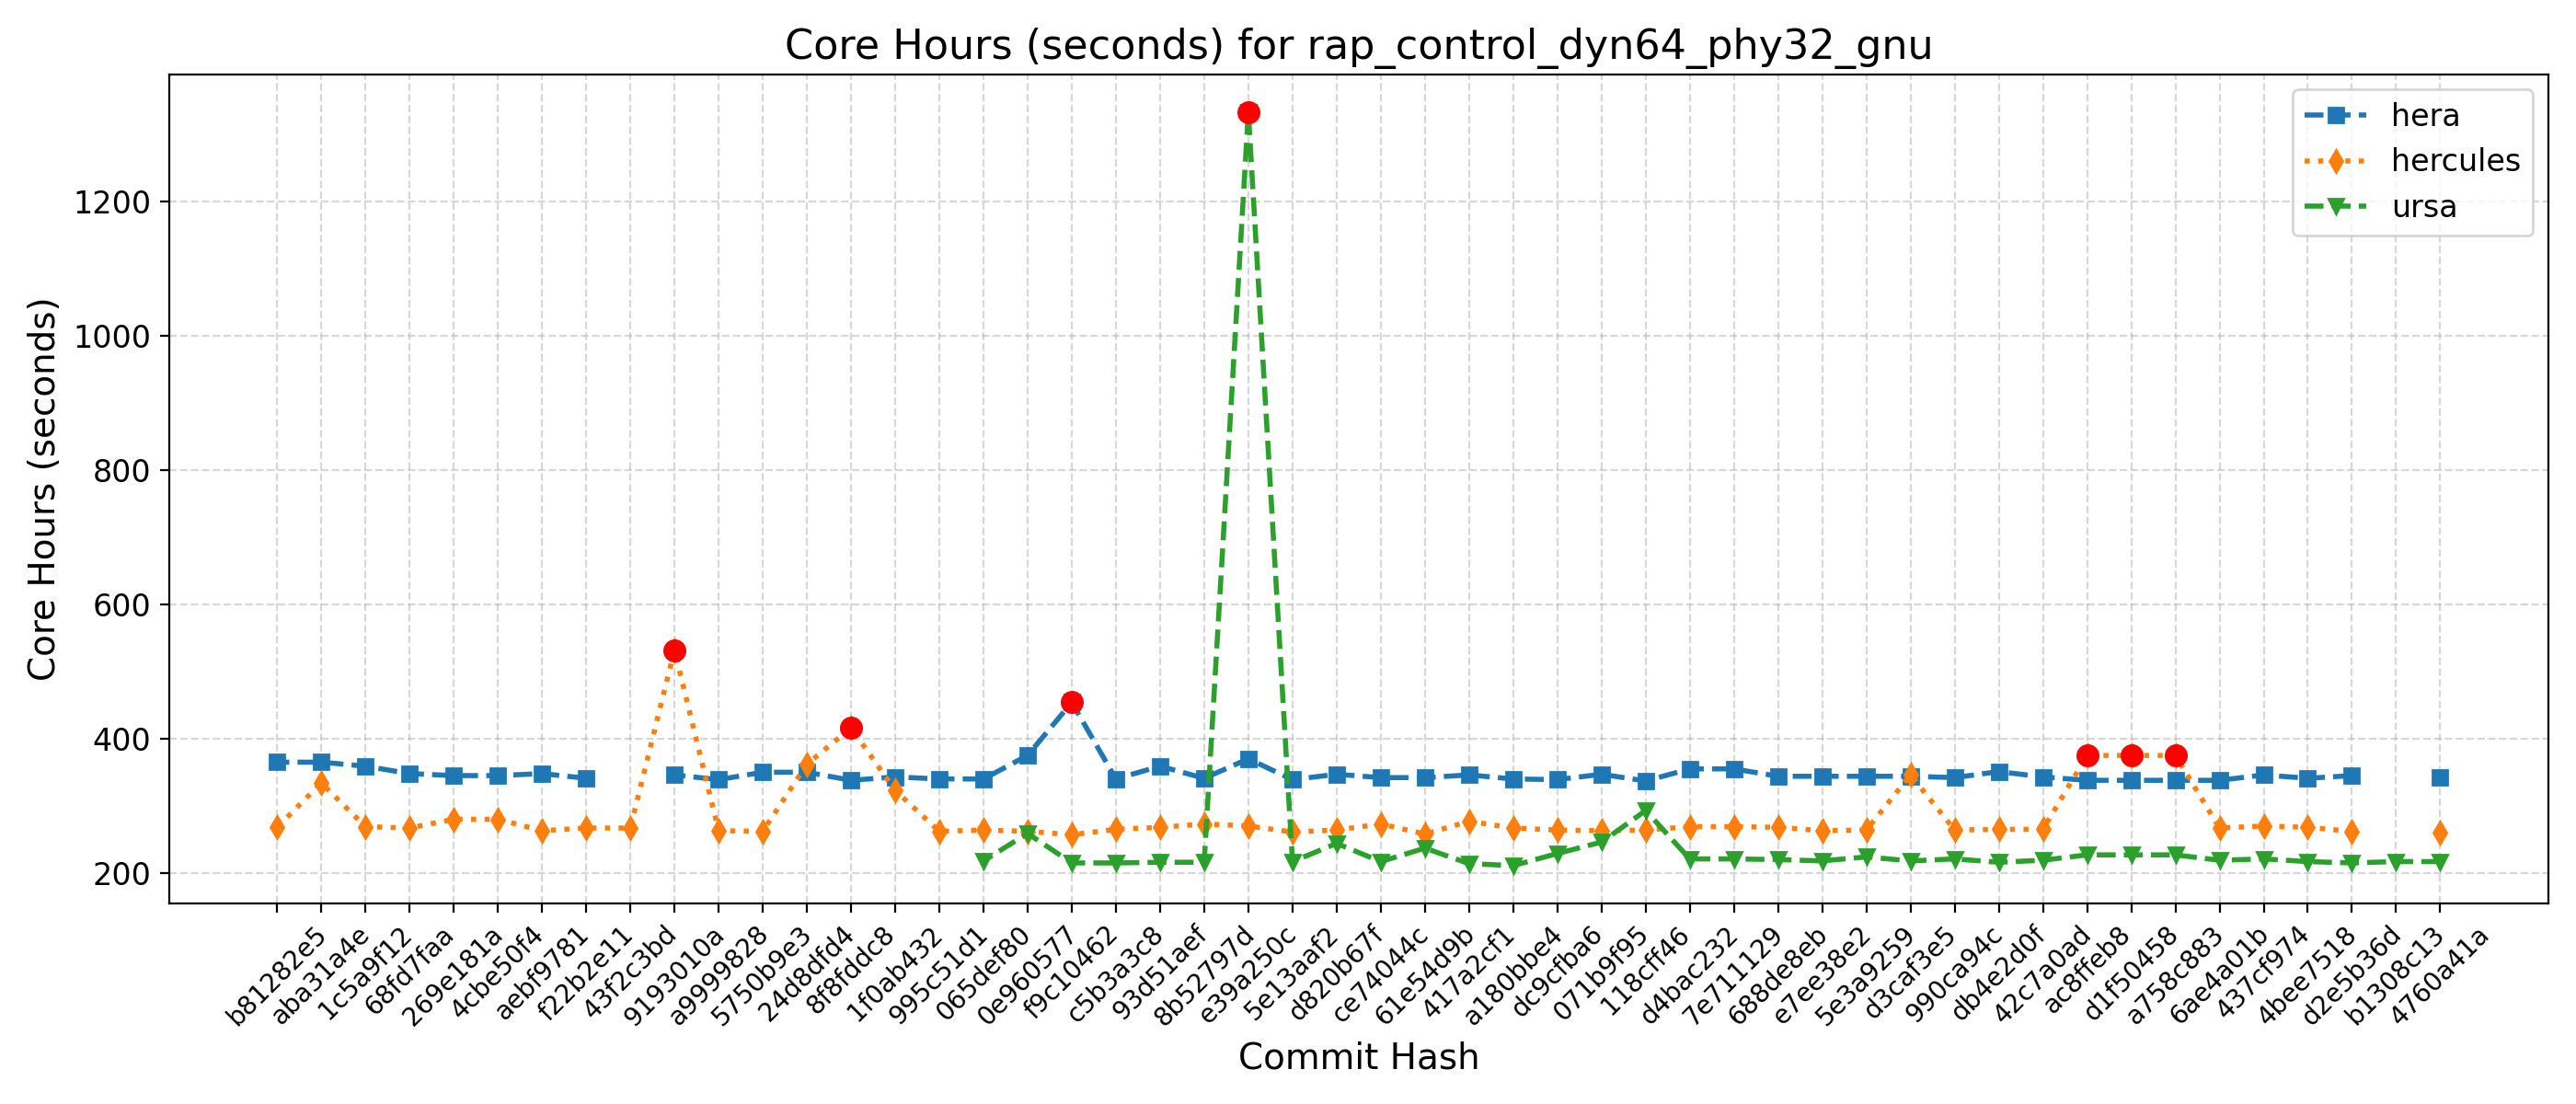 Core Hours (seconds) for rap_control_dyn64_phy32_gnu
hera
hercules
ursa
Core Hours (seconds)
1200
1000
800
600
400
200
b81282e5
aba31a4e
1c5a9f12
68fd7faa
269e181a
4cbe50f4
aebf9781
f22b2e11
43f2c3bd
9193010a
a9999828
5750b9e3
24d8dfd4
8f8fddc8
1f0ab432
995c51d1
065def80
0e960577
f9c10462
c5b3a3c8
93d51aef
8b52797d
e39a250c
5e13aaf2
d820b67f
ce74044c
61e54d9b
417a2cf1
a180bbe4
dc9cfba6
071b9f95
118cff46
d4bac232
7e711129
688de8eb
e7ee38e2
5e3a9259
d3caf3e5
990ca94c
db4e2d0f
42c7a0ad
ac8ffeb8
d1f50458
a758c883
6ae4a01b
437cf974
4bee7518
d2e5b36d
b1308c13
4760a41a
Commit Hash